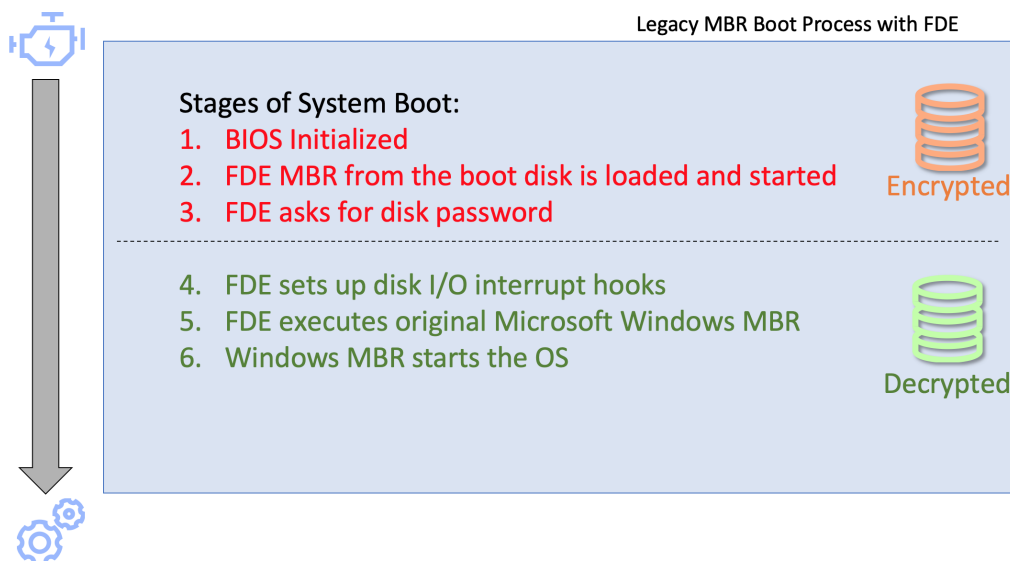 Legacy MBR Boot Process with FDE
Stages of System Boot:
1. BIOS Initialized
2. FDE MBR from the boot disk is loaded and started
3. FDE asks for disk password
Encrypted
4. FDE sets up disk I/O interrupt hooks
5. FDE executes original Microsoft Windows MBR
6. Windows MBR starts the OS
Decrypted